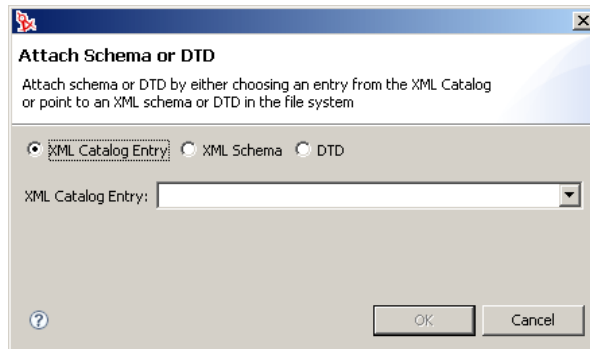 Attach Schema or DTD
Attach schema or DTD by either choosing an entry from the XML Catalog
or point to an XML schema or DTD in the file system
XML Catalog Entry XML Schema DTD
XML Catalog Entry:
? OK Cancel